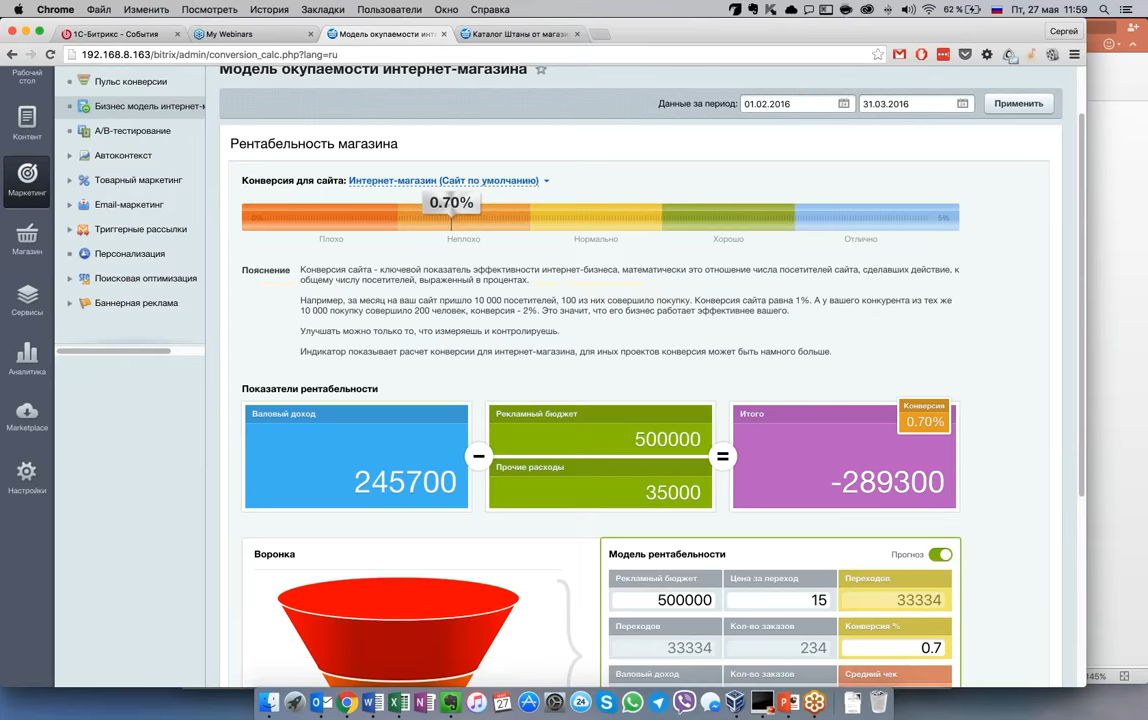 Chrome Файл Изменить Посмотреть История Закладки Пользователи Окно Справка 62 % Пт, 27 мая 11:59
1С-Битрикс - События × My Webinars × Модель окупаемости инт × Каталог Штаны от магазин × Сергей
192.168.8.163/bitrix/admin/conversion_calc.php?lang=ru
Рабочий
стол
Контент
Маркетинг
Магазин
Сервисы
Аналитика
Marketplace
Настройки
Пульс конверсии
Бизнес модель интернет-м
A/B-тестирование
Автоконтекст
Товарный маркетинг
Email-маркетинг
Триггерные рассылки
Персонализация
Поисковая оптимизация
Баннерная реклама
Модель окупаемости интернет-магазина
Данные за период: 01.02.2016 31.03.2016 Применить
Рентабельность магазина
Конверсия для сайта: Интернет-магазин (Сайт по умолчанию)
0.70%
0% 5%
Плохо Неплохо Нормально Хорошо Отлично
Пояснение
Конверсия сайта - ключевой показатель эффективности интернет-бизнеса, математически это отношение числа посетителей сайта, сделавших действие, к
общему числу посетителей, выраженный в процентах.
Например, за месяц на ваш сайт пришло 10 000 посетителей, 100 из них совершило покупку. Конверсия сайта равна 1%. А у вашего конкурента из тех же
10 000 покупку совершило 200 человек, конверсия - 2%. Это значит, что его бизнес работает эффективнее вашего.
Улучшать можно только то, что измеряешь и контролируешь.
Индикатор показывает расчет конверсии для интернет-магазина, для иных проектов конверсия может быть намного больше.
Показатели рентабельности
Валовый доход
245700
−
Рекламный бюджет
500000
Прочие расходы
35000
=
Итого
Конверсия
0.70%
-289300
Воронка
Модель рентабельности Прогноз
Рекламный бюджет Цена за переход Переходов
500000 15 33334
Переходов Кол-во заказов Конверсия %
33334 234 0.7
Валовый доход Кол-во заказов Средний чек
145%
27
24